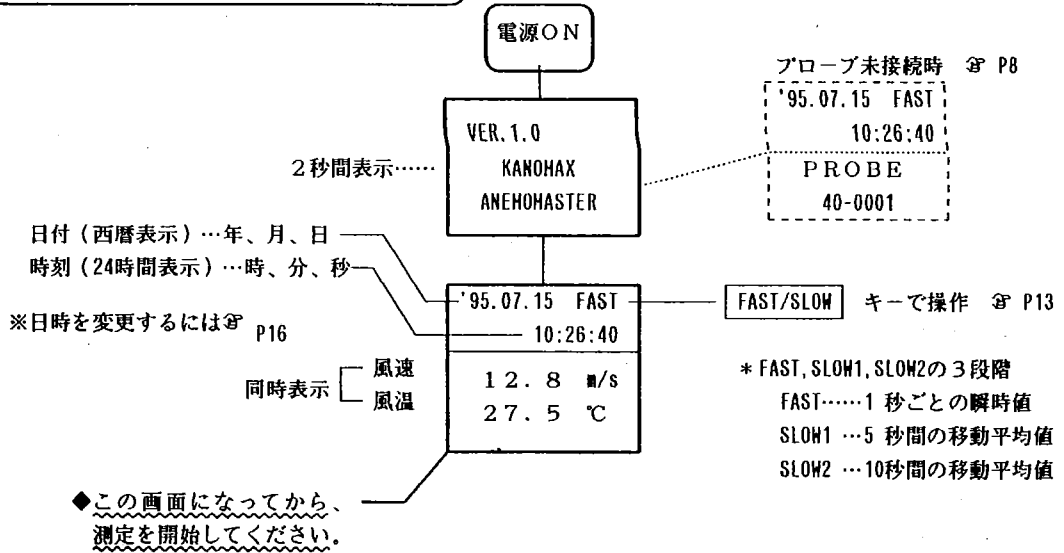 電源ON
プローブ未接続時 ☞ P8
'95.07.15 FAST
10:26:40
PROBE
40-0001
VER.1.0
KANOMAX
ANEMOMASTER
2秒間表示……
日付(西暦表示)…年、月、日
時刻(24時間表示)…時、分、秒
※日時を変更するには☞ P16
'95.07.15 FAST
10:26:40
12.8 m/s
27.5 ℃
同時表示
風速
風温
FAST/SLOW キーで操作 ☞ P13
*FAST,SLOW1,SLOW2の3段階
FAST……1 秒ごとの瞬時値
SLOW1 …5 秒間の移動平均値
SLOW2 …10秒間の移動平均値
◆この画面になってから、
測定を開始してください。